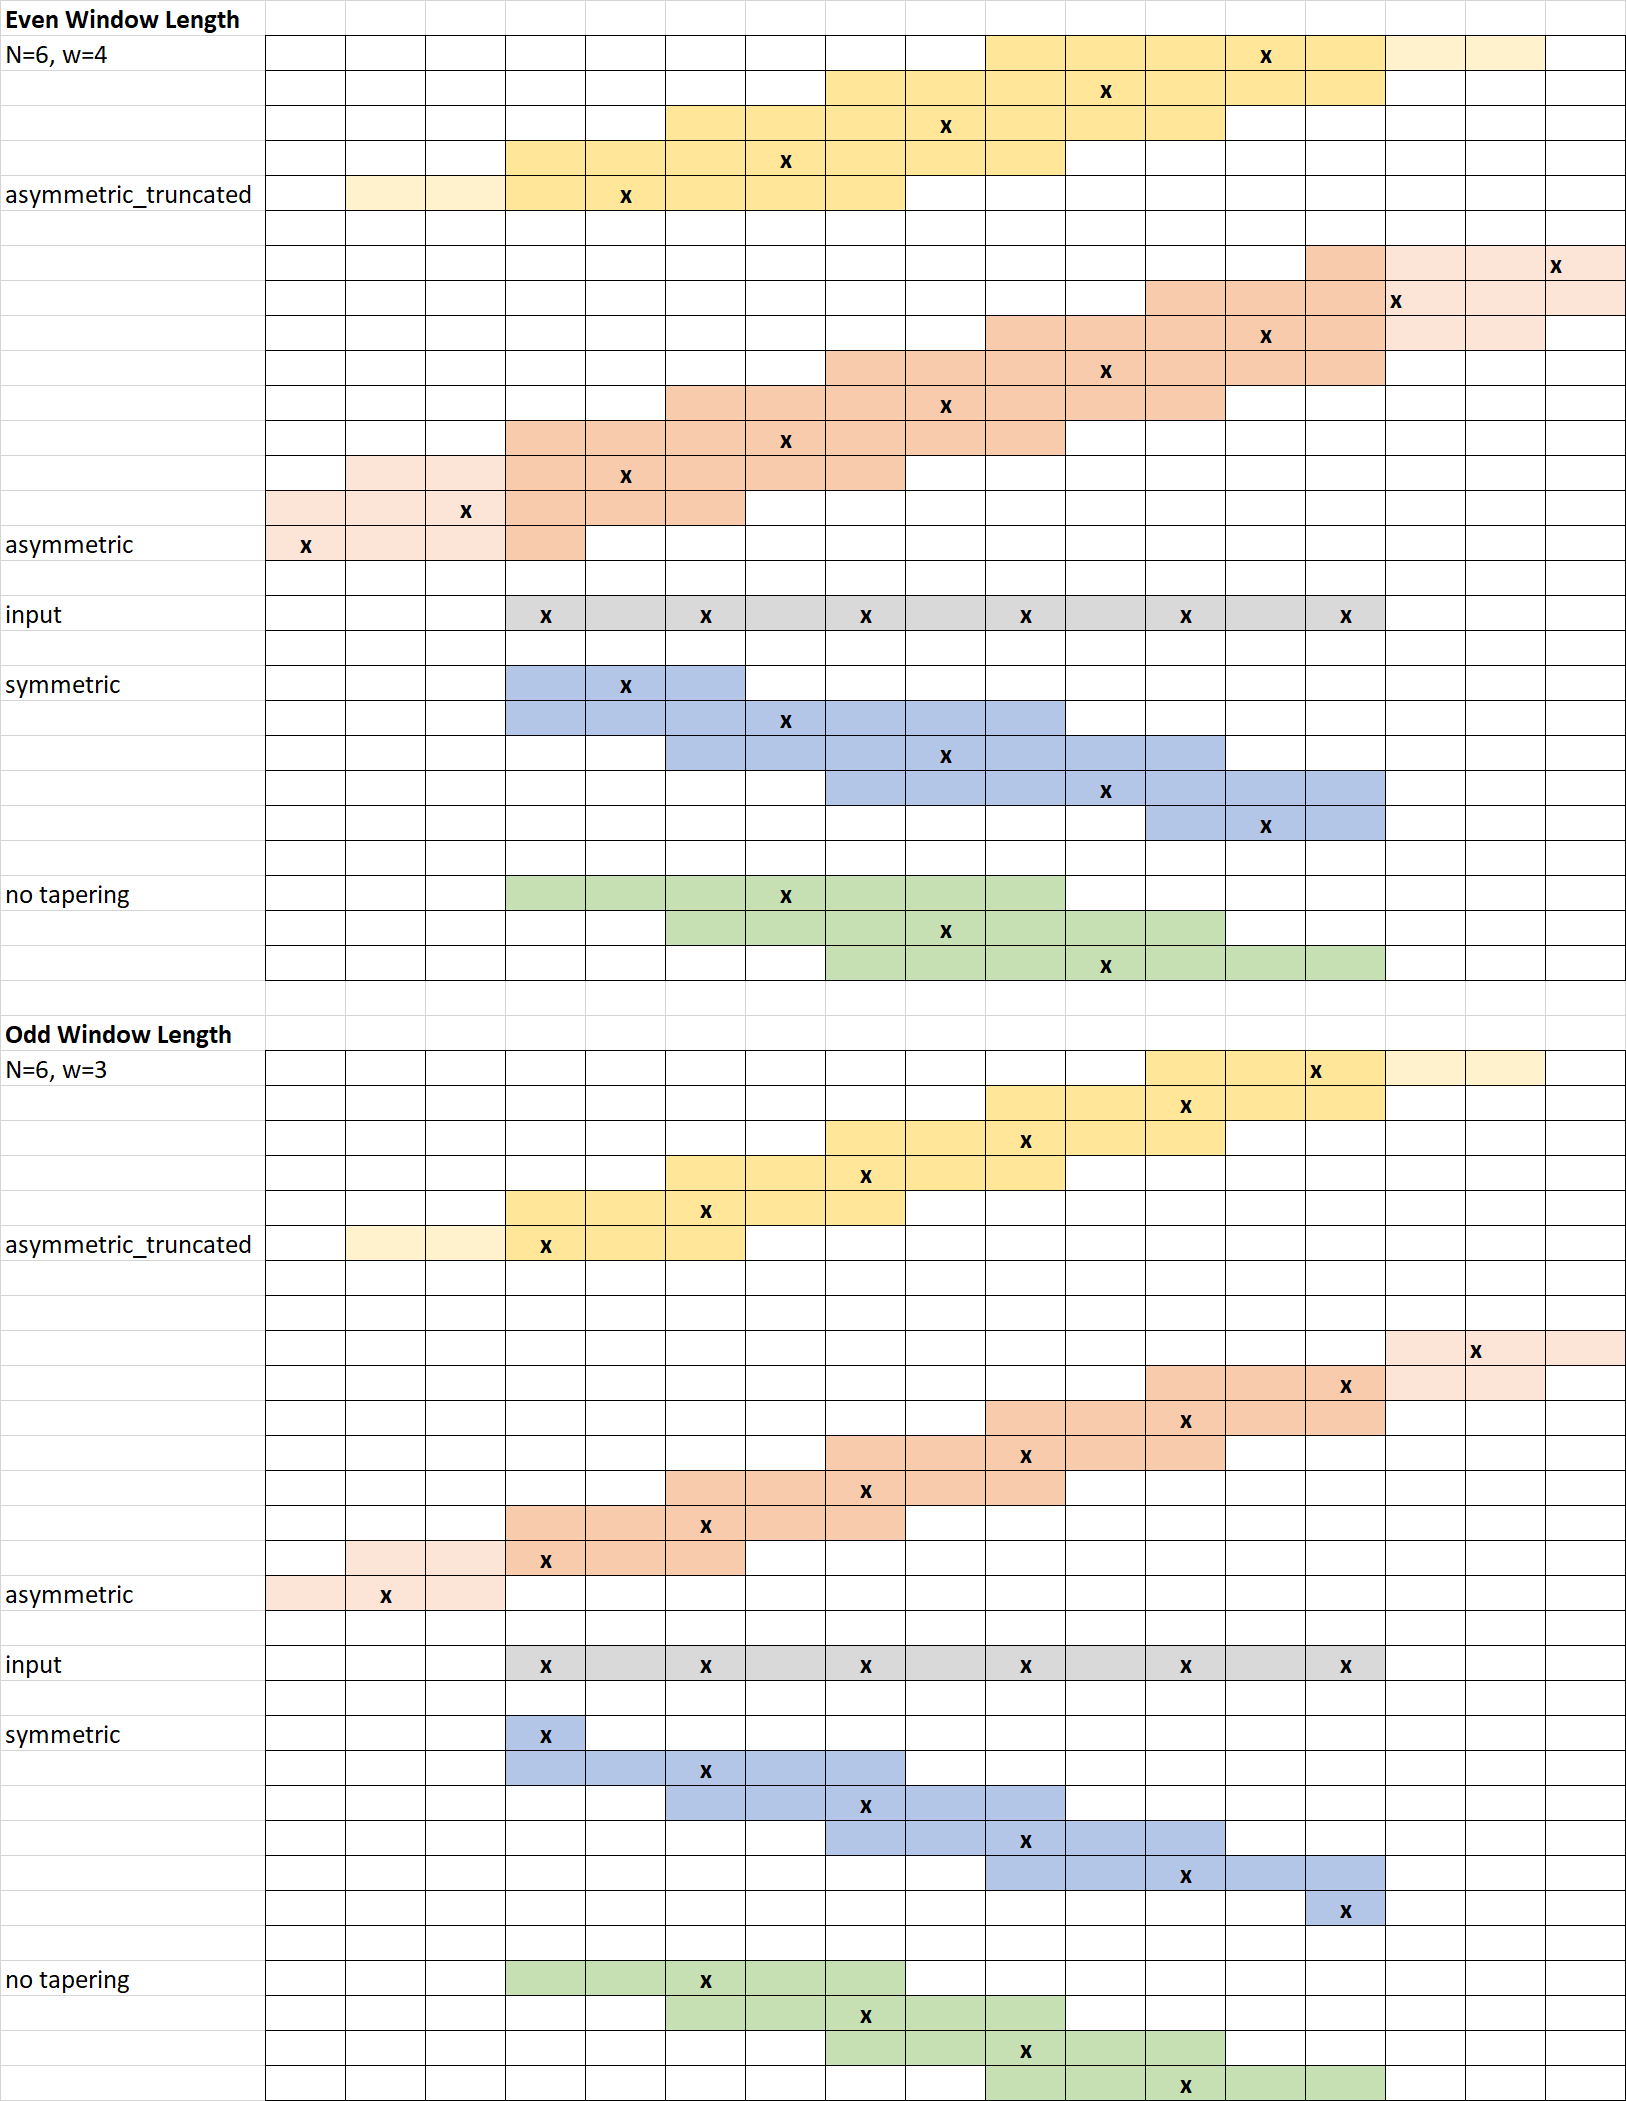 Even Window Length
N=6, w=4 x
x
x
x
asymmetric_truncated x
x
x
x
x
x
x
x
x
asymmetric x
input x x x x x x
symmetric x
x
x
x
x
no tapering x
x
x
Odd Window Length
N=6, w=3 x
x
x
x
x
asymmetric_truncated x
x
x
x
x
x
x
x
asymmetric x
input x x x x x x
symmetric x
x
x
x
x
x
no tapering x
x
x
x